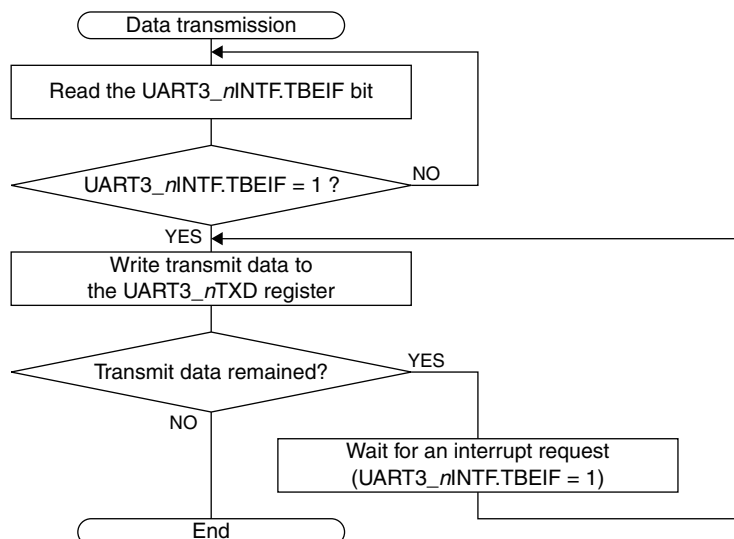 Data transmission
Read the UART3_nINTF.TBEIF bit
UART3_nINTF.TBEIF = 1 ?
NO
YES
Write transmit data to
the UART3_nTXD register
Transmit data remained?
YES
NO
Wait for an interrupt request
(UART3_nINTF.TBEIF = 1)
End